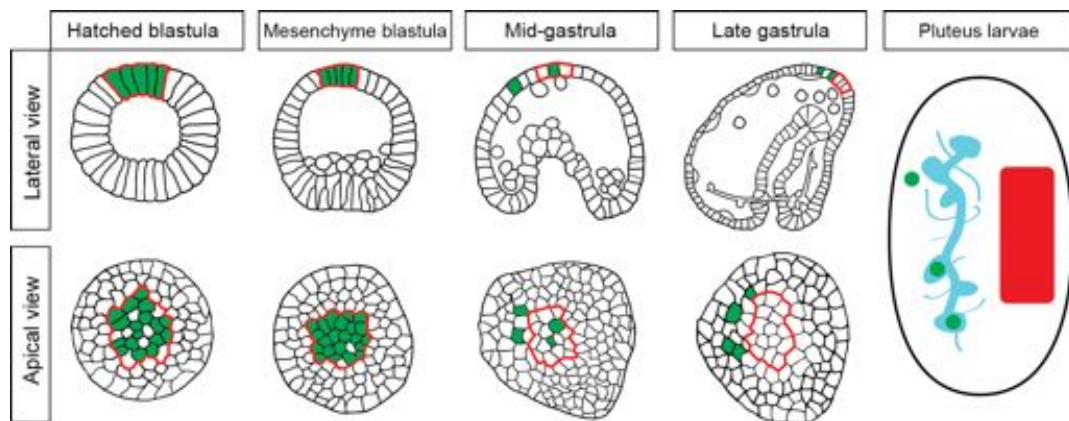 Hatched blastula
Mesenchyme blastula
Mid-gastrula
Late gastrula
Pluteus larvae
Lateral view
Apical view